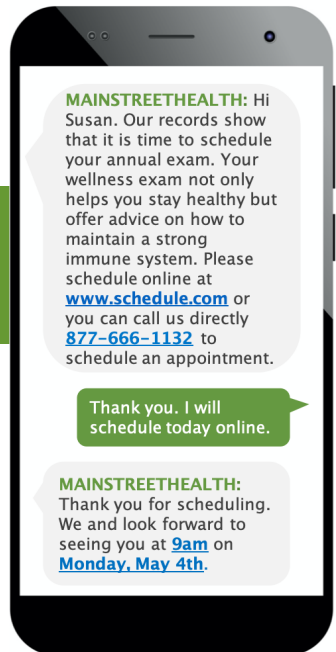 MAINSTREETHEALTH: Hi
Susan. Our records show
that it is time to schedule
your annual exam. Your
wellness exam not only
helps you stay healthy but
offer advice on how to
maintain a strong
immune system. Please
schedule online at
www.schedule.com or
you can call us directly
877-666-1132 to
schedule an appointment.
Thank you. I will
schedule today online.
MAINSTREETHEALTH:
Thank you for scheduling.
We and look forward to
seeing you at 9am on
Monday, May 4th.